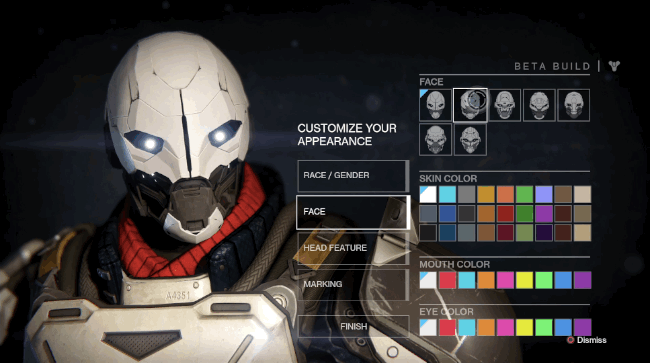 BETA BUILD
FACE
CUSTOMIZE YOUR
APPEARANCE
RACE / GENDER
FACE
HEAD FEATURE
MARKING
FINISH
SKIN COLOR
MOUTH COLOR
EYE COLOR
Dismiss
A4351